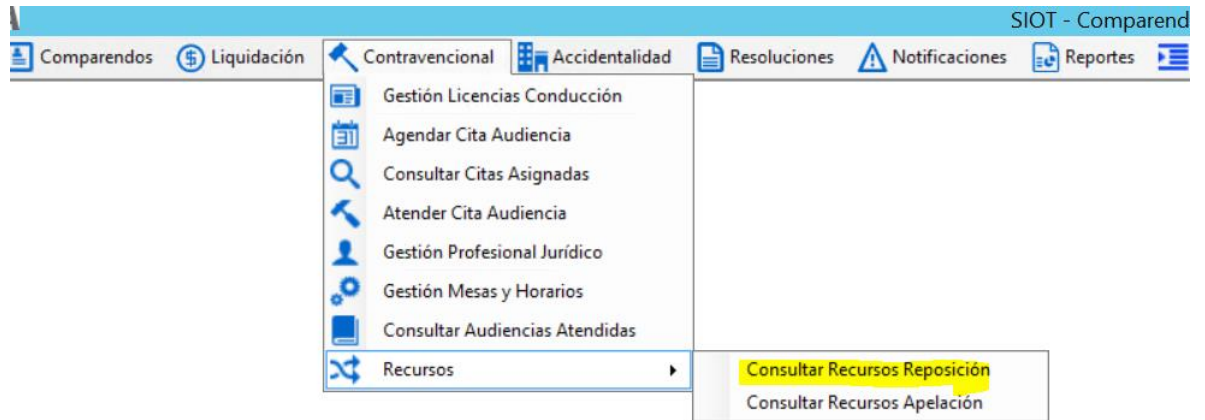 SIOT - Comparend
Comparendos Liquidación Contravencional Accidentalidad Resoluciones Notificaciones Reportes
Gestión Licencias Conducción
Agendar Cita Audiencia
Consultar Citas Asignadas
Atender Cita Audiencia
Gestión Profesional Jurídico
Gestión Mesas y Horarios
Consultar Audiencias Atendidas
Recursos
Consultar Recursos Reposición
Consultar Recursos Apelación